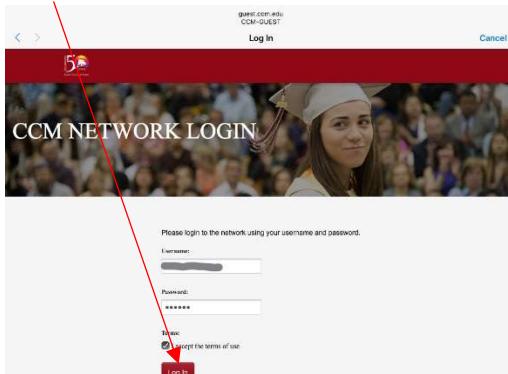 guest.ccm.edu
CCM-GUEST
Log In
Cancel
CCM NETWORK LOGIN
Please login to the network using your username and password.
Username:
Password:
Terms:
I accept the terms of use
Log In